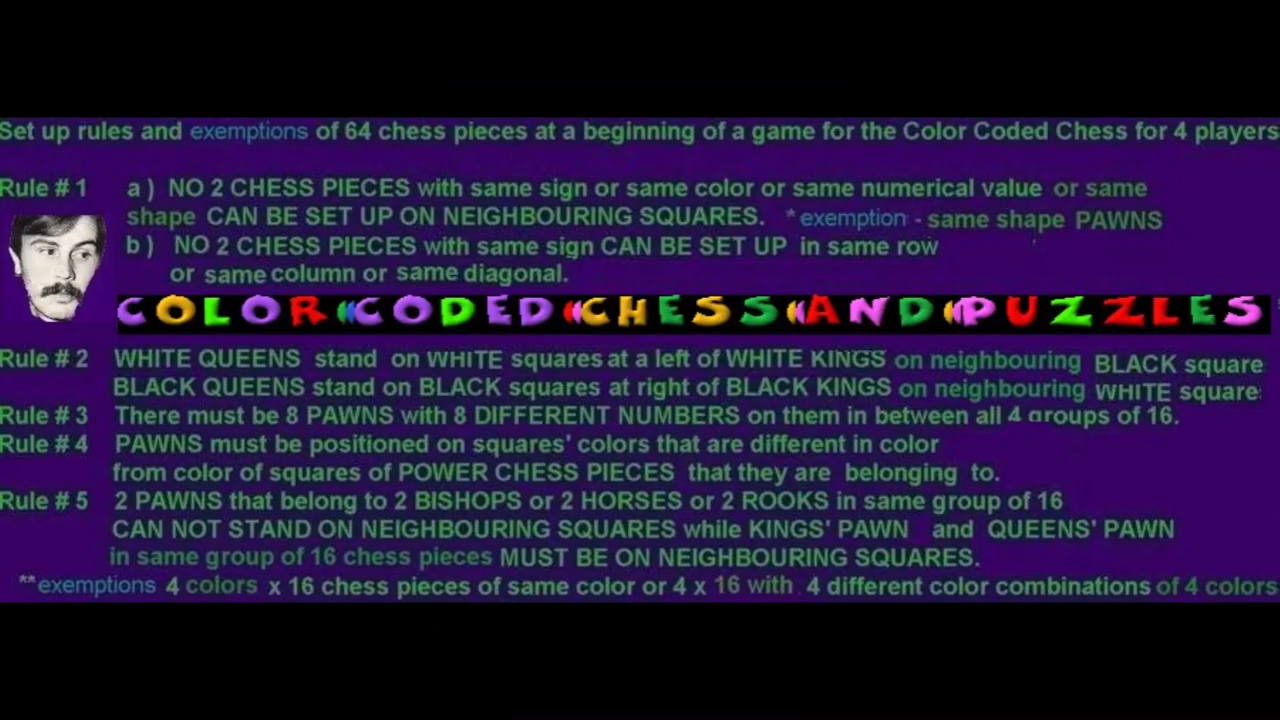 Set up rules and exemptions of 64 chess pieces at a beginning of a game for the Color Coded Chess for 4 players
Rule # 1 a ) NO 2 CHESS PIECES with same sign or same color or same numerical value or same
shape CAN BE SET UP ON NEIGHBOURING SQUARES. * exemption - same shape PAWNS
b ) NO 2 CHESS PIECES with same sign CAN BE SET UP in same row
or same column or same diagonal.
COLOR CODED CHESS AND PUZZLES
Rule # 2 WHITE QUEENS stand on WHITE squares at a left of WHITE KINGS on neighbouring BLACK square
BLACK QUEENS stand on BLACK squares at right of BLACK KINGS on neighbouring WHITE square
Rule # 3 There must be 8 PAWNS with 8 DIFFERENT NUMBERS on them in between all 4 groups of 16.
Rule # 4 PAWNS must be positioned on squares' colors that are different in color
from color of squares of POWER CHESS PIECES that they are belonging to.
Rule # 5 2 PAWNS that belong to 2 BISHOPS or 2 HORSES or 2 ROOKS in same group of 16
CAN NOT STAND ON NEIGHBOURING SQUARES while KINGS' PAWN and QUEENS' PAWN
in same group of 16 chess pieces MUST BE ON NEIGHBOURING SQUARES.
** exemptions 4 colors x 16 chess pieces of same color or 4 x 16 with 4 different color combinations of 4 colors